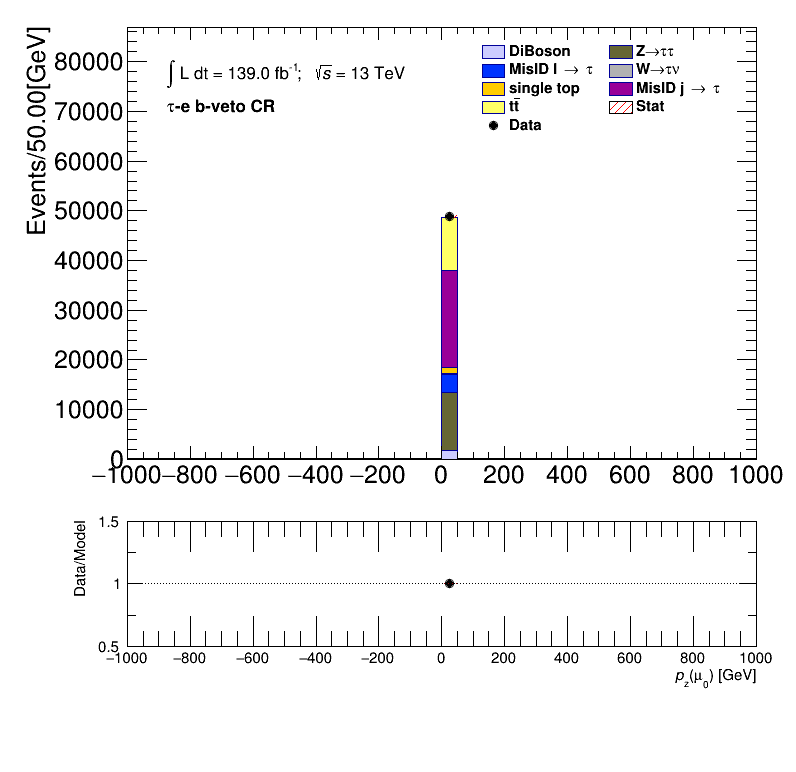 Events/50.00[GeV]
80000
70000
60000
50000
40000
30000
20000
10000
0
∫ L dt = 139.0 fb⁻¹; √s = 13 TeV
τ-e b-veto CR
DiBoson
Z→ττ
MisID l → τ
W→τν
single top
MisID j → τ
tt̄
Stat
Data
−1000 −800 −600 −400 −200 0 200 400 600 800 1000
Data/Model
1.5
1
0.5
−1000 −800 −600 −400 −200 0 200 400 600 800 1000
p_z(μ_0) [GeV]